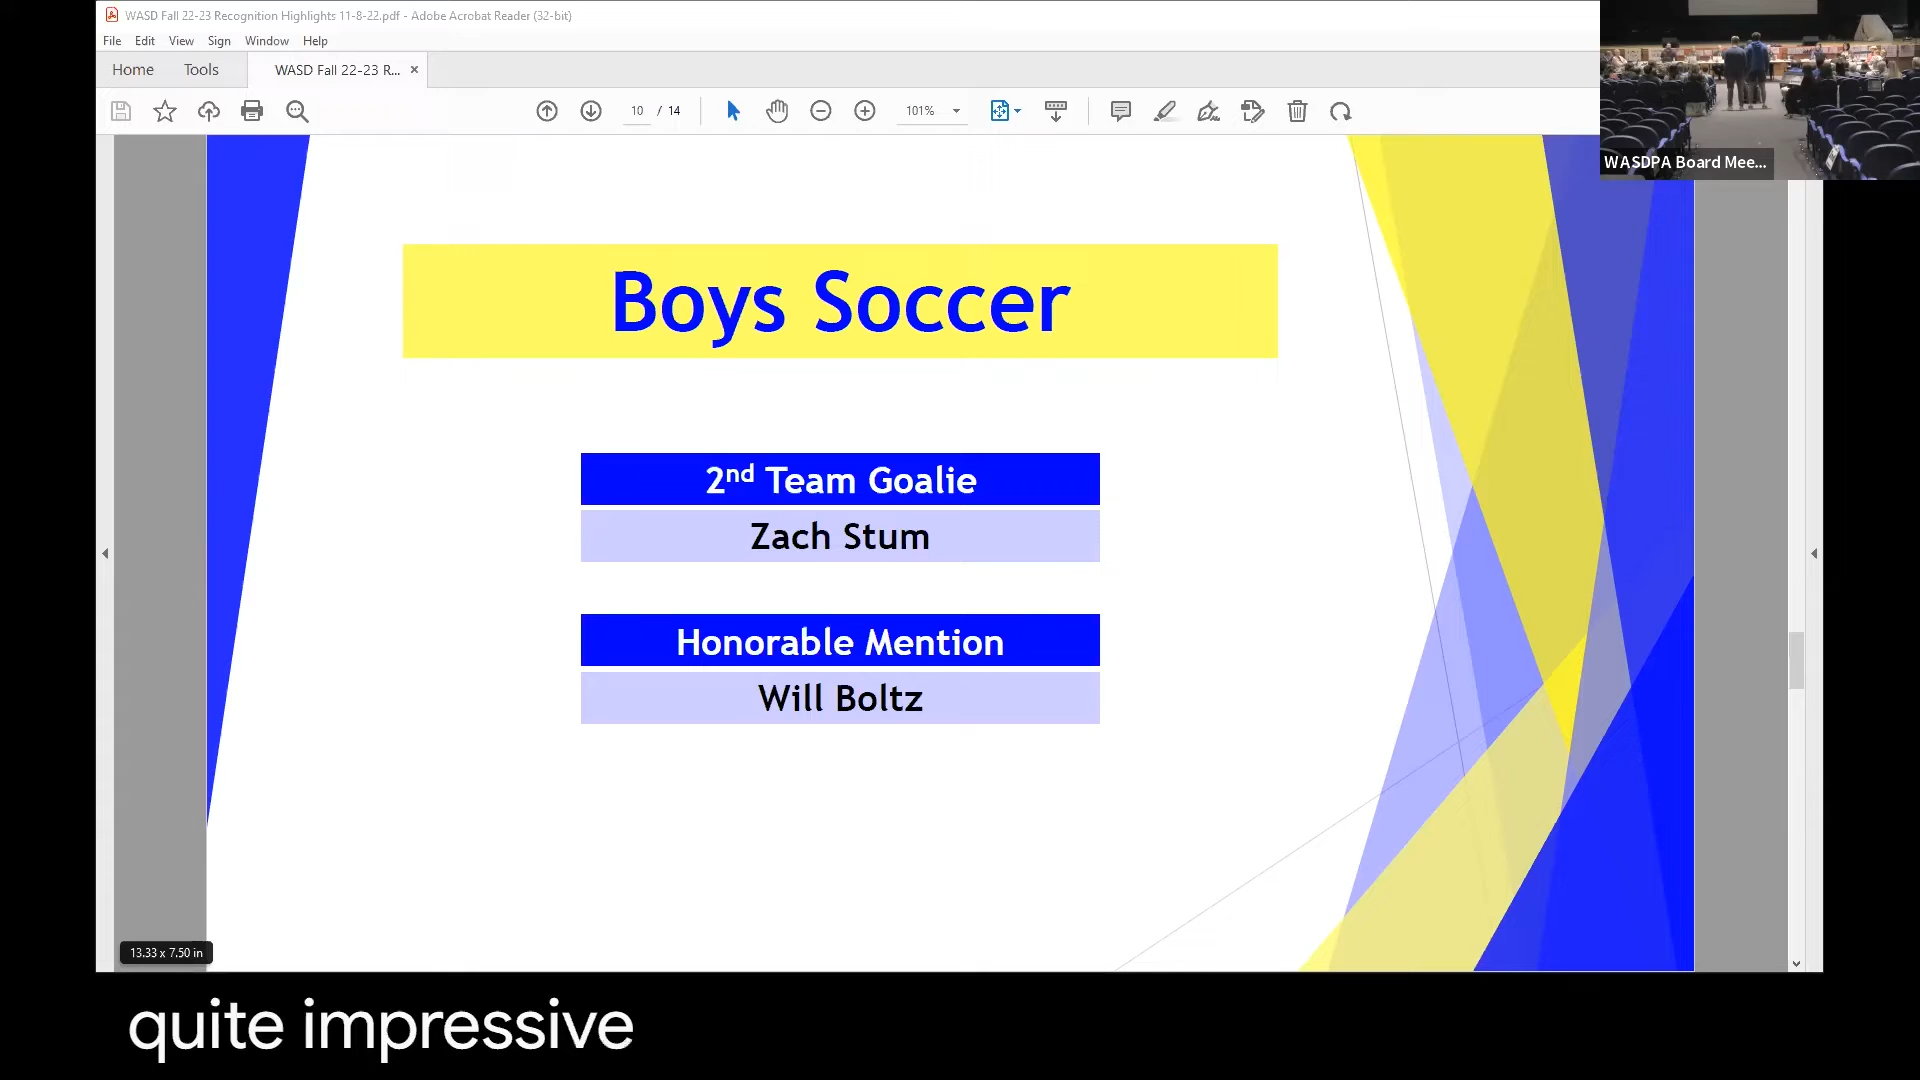 WASD Fall 22-23 Recognition Highlights 11-8-22.pdf - Adobe Acrobat Reader (32-bit)
File Edit View Sign Window Help
Home Tools WASD Fall 22-23 R... ×
10 / 14 101%
WASDPA Board Mee...
Boys Soccer
2nd Team Goalie
Zach Stum
Honorable Mention
Will Boltz
13.33 x 7.50 in
quite impressive